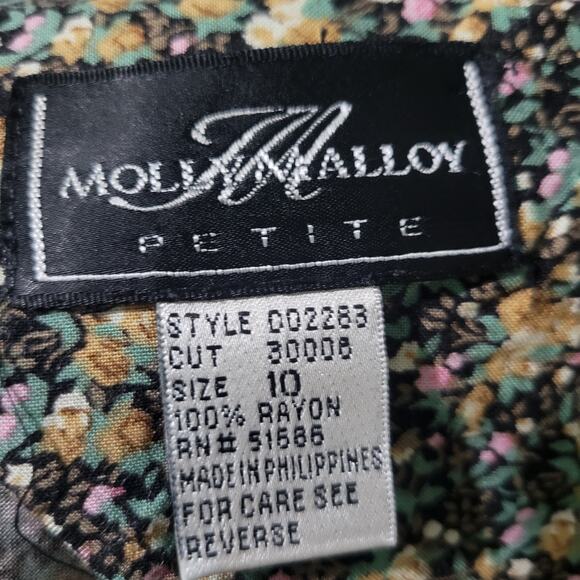 MOLLY MALLOY
PETITE
STYLE 002283
CUT 30006
SIZE 10
100% RAYON
RN# 51566
MADE IN PHILIPPINES
FOR CARE SEE
REVERSE